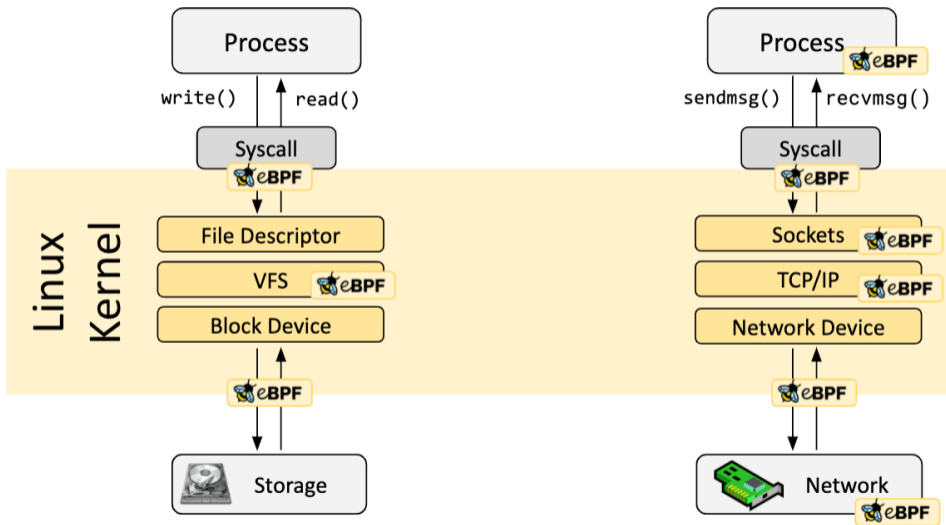 Process
write()
read()
Syscall
eBPF
File Descriptor
VFS
eBPF
Block Device
eBPF
Storage
Linux
Kernel
Process
eBPF
sendmsg()
recvmsg()
Syscall
eBPF
Sockets
eBPF
TCP/IP
eBPF
Network Device
eBPF
Network
eBPF